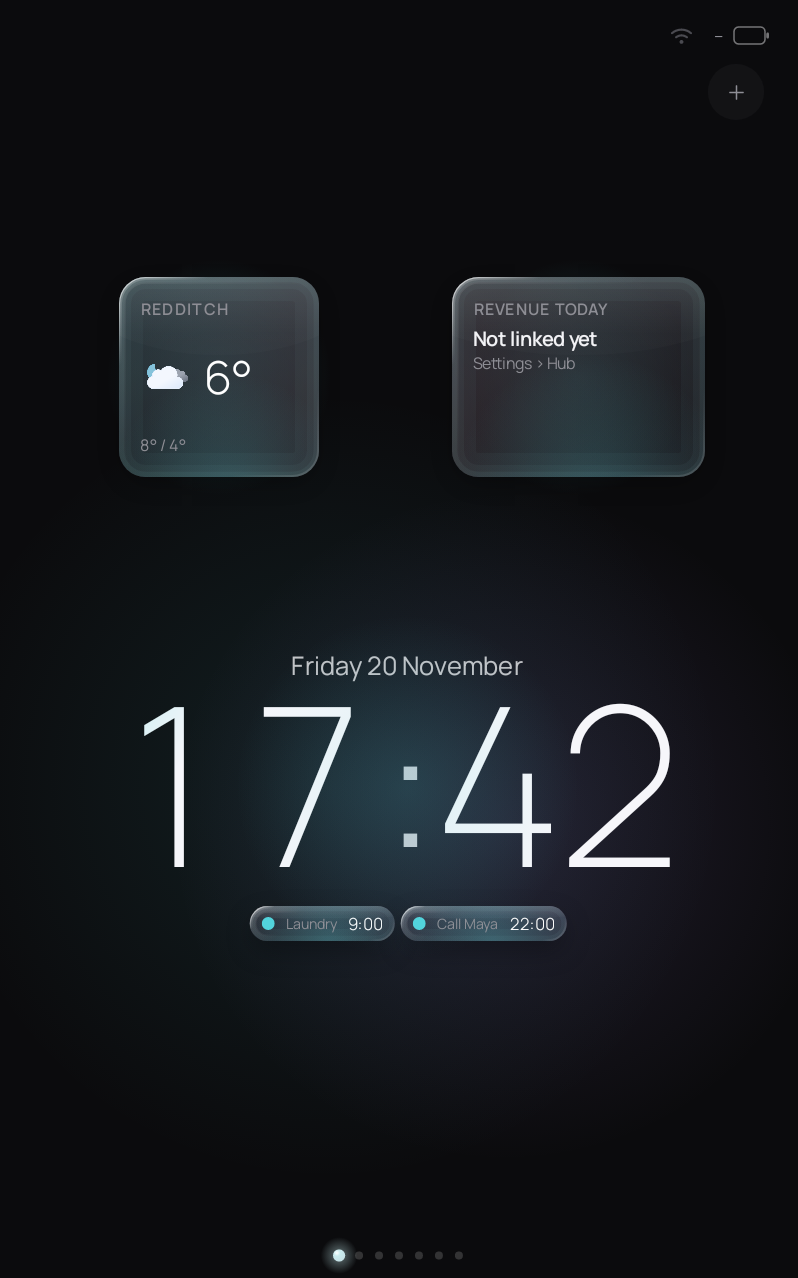 –
+
REDDITCH
6°
8° / 4°
REVENUE TODAY
Not linked yet
Settings > Hub
Friday 20 November
17:42
Laundry 9:00
Call Maya 22:00